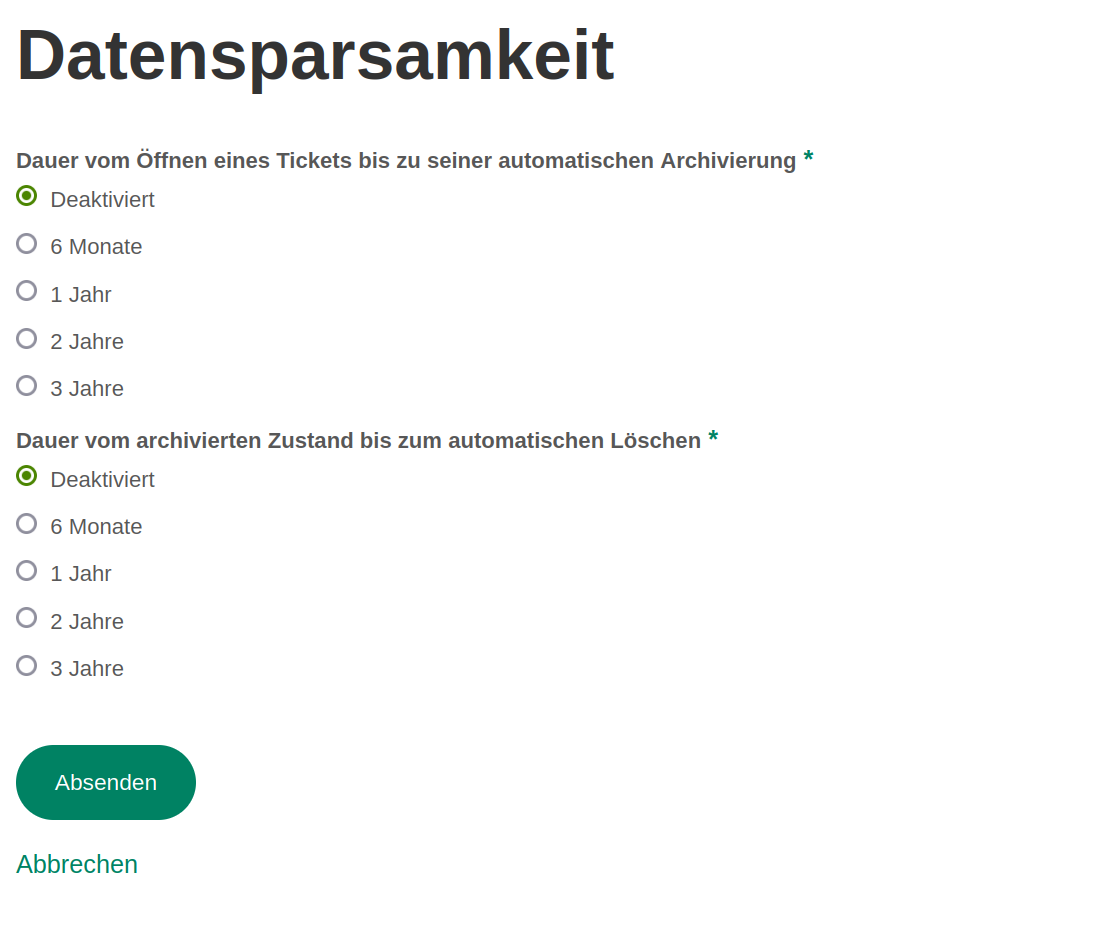 Datensparsamkeit
Dauer vom Öffnen eines Tickets bis zu seiner automatischen Archivierung *
Deaktiviert
6 Monate
1 Jahr
2 Jahre
3 Jahre
Dauer vom archivierten Zustand bis zum automatischen Löschen *
Deaktiviert
6 Monate
1 Jahr
2 Jahre
3 Jahre
Absenden
Abbrechen